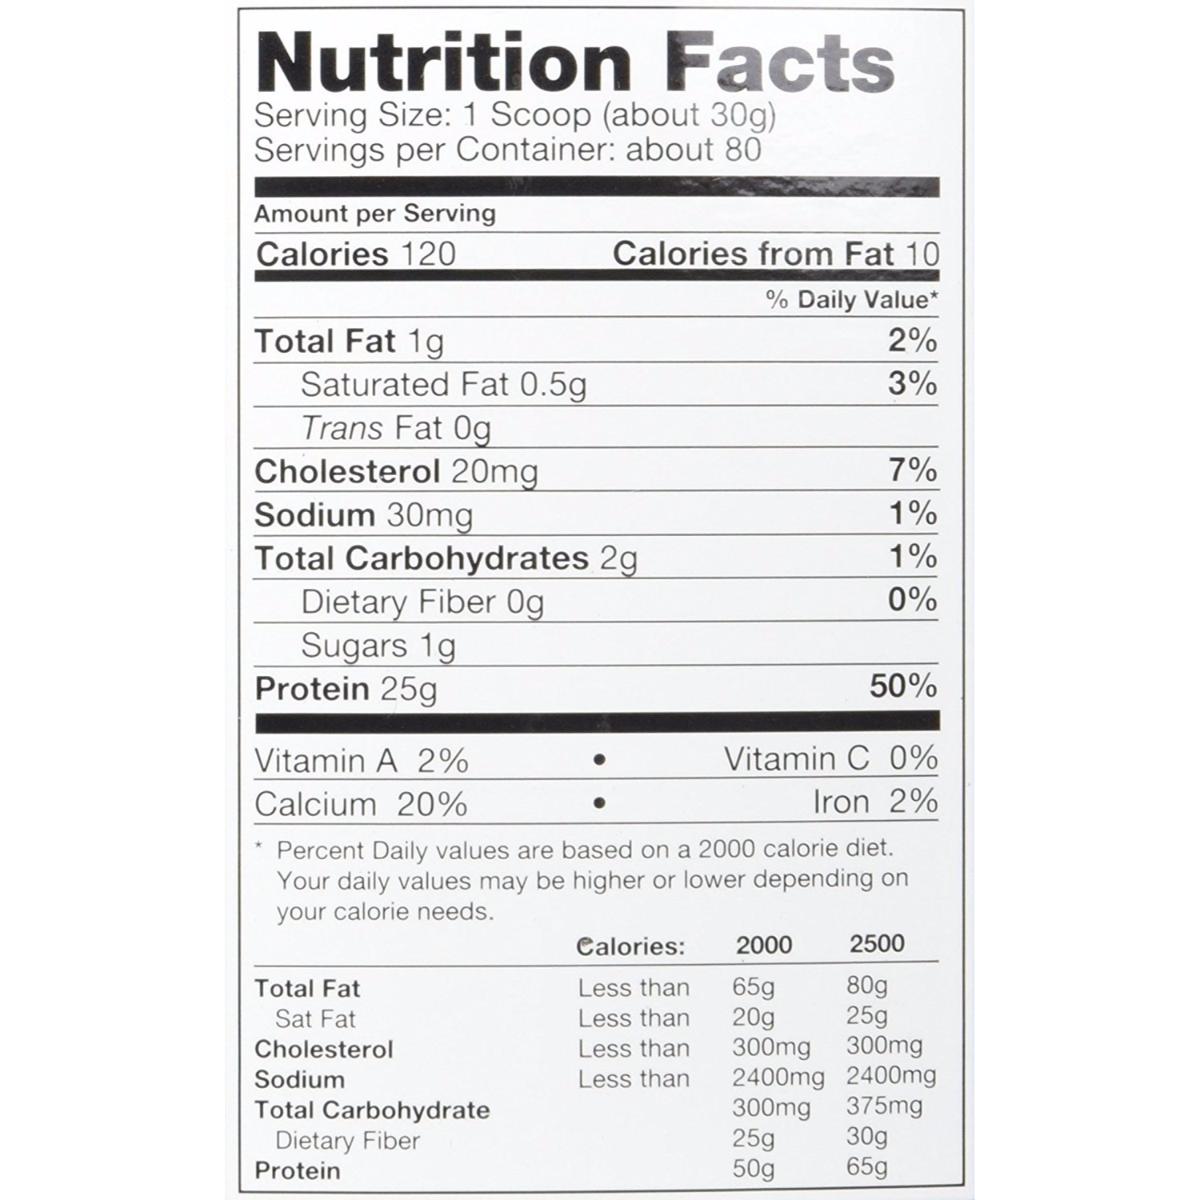 Nutrition Facts
Serving Size: 1 Scoop (about 30g)
Servings per Container: about 80
Amount per Serving
Calories 120 Calories from Fat 10
% Daily Value*
Total Fat 1g 2%
Saturated Fat 0.5g 3%
Trans Fat 0g
Cholesterol 20mg 7%
Sodium 30mg 1%
Total Carbohydrates 2g 1%
Dietary Fiber 0g 0%
Sugars 1g
Protein 25g 50%
Vitamin A 2% • Vitamin C 0%
Calcium 20% • Iron 2%
* Percent Daily values are based on a 2000 calorie diet.
Your daily values may be higher or lower depending on
your calorie needs.
Calories: 2000 2500
Total Fat Less than 65g 80g
Sat Fat Less than 20g 25g
Cholesterol Less than 300mg 300mg
Sodium Less than 2400mg 2400mg
Total Carbohydrate 300mg 375mg
Dietary Fiber 25g 30g
Protein 50g 65g